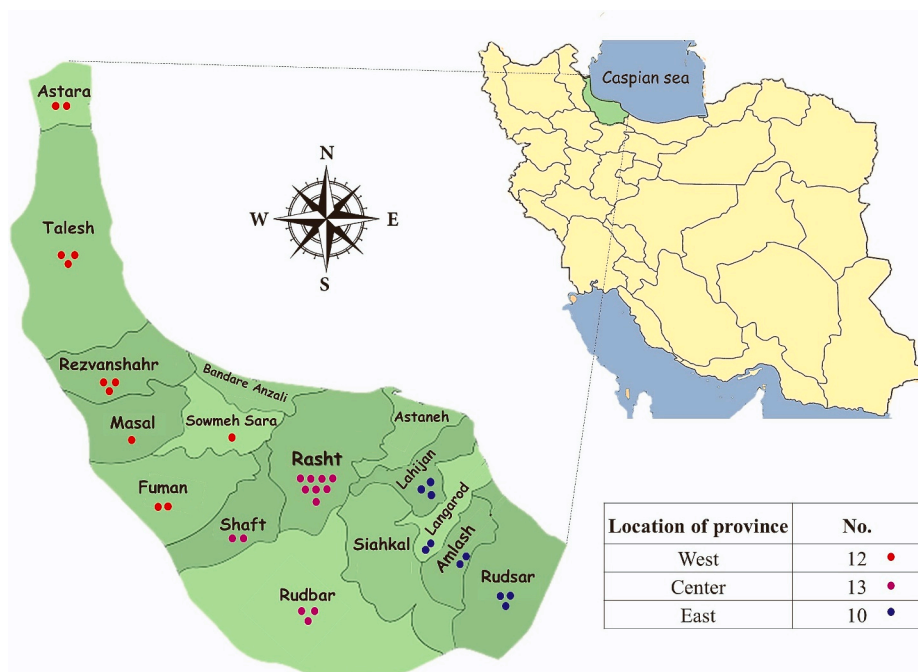 Astara
Talesh
Rezvanshahr
Masal
Bandare Anzali
Sowmeh Sara
Fuman
Shaft
Rasht
Astaneh
Lahijan
Langarod
Siahkal
Amlash
Rudsar
Rudbar
N
W
E
S
Caspian sea
Location of province No.
West 12
Center 13
East 10